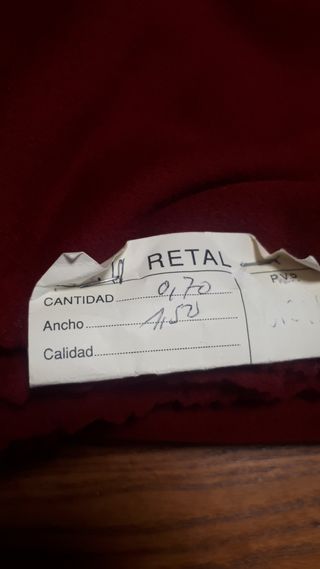 RETAL
P.V.P.
CANTIDAD 0,70
Ancho 1,50
Calidad